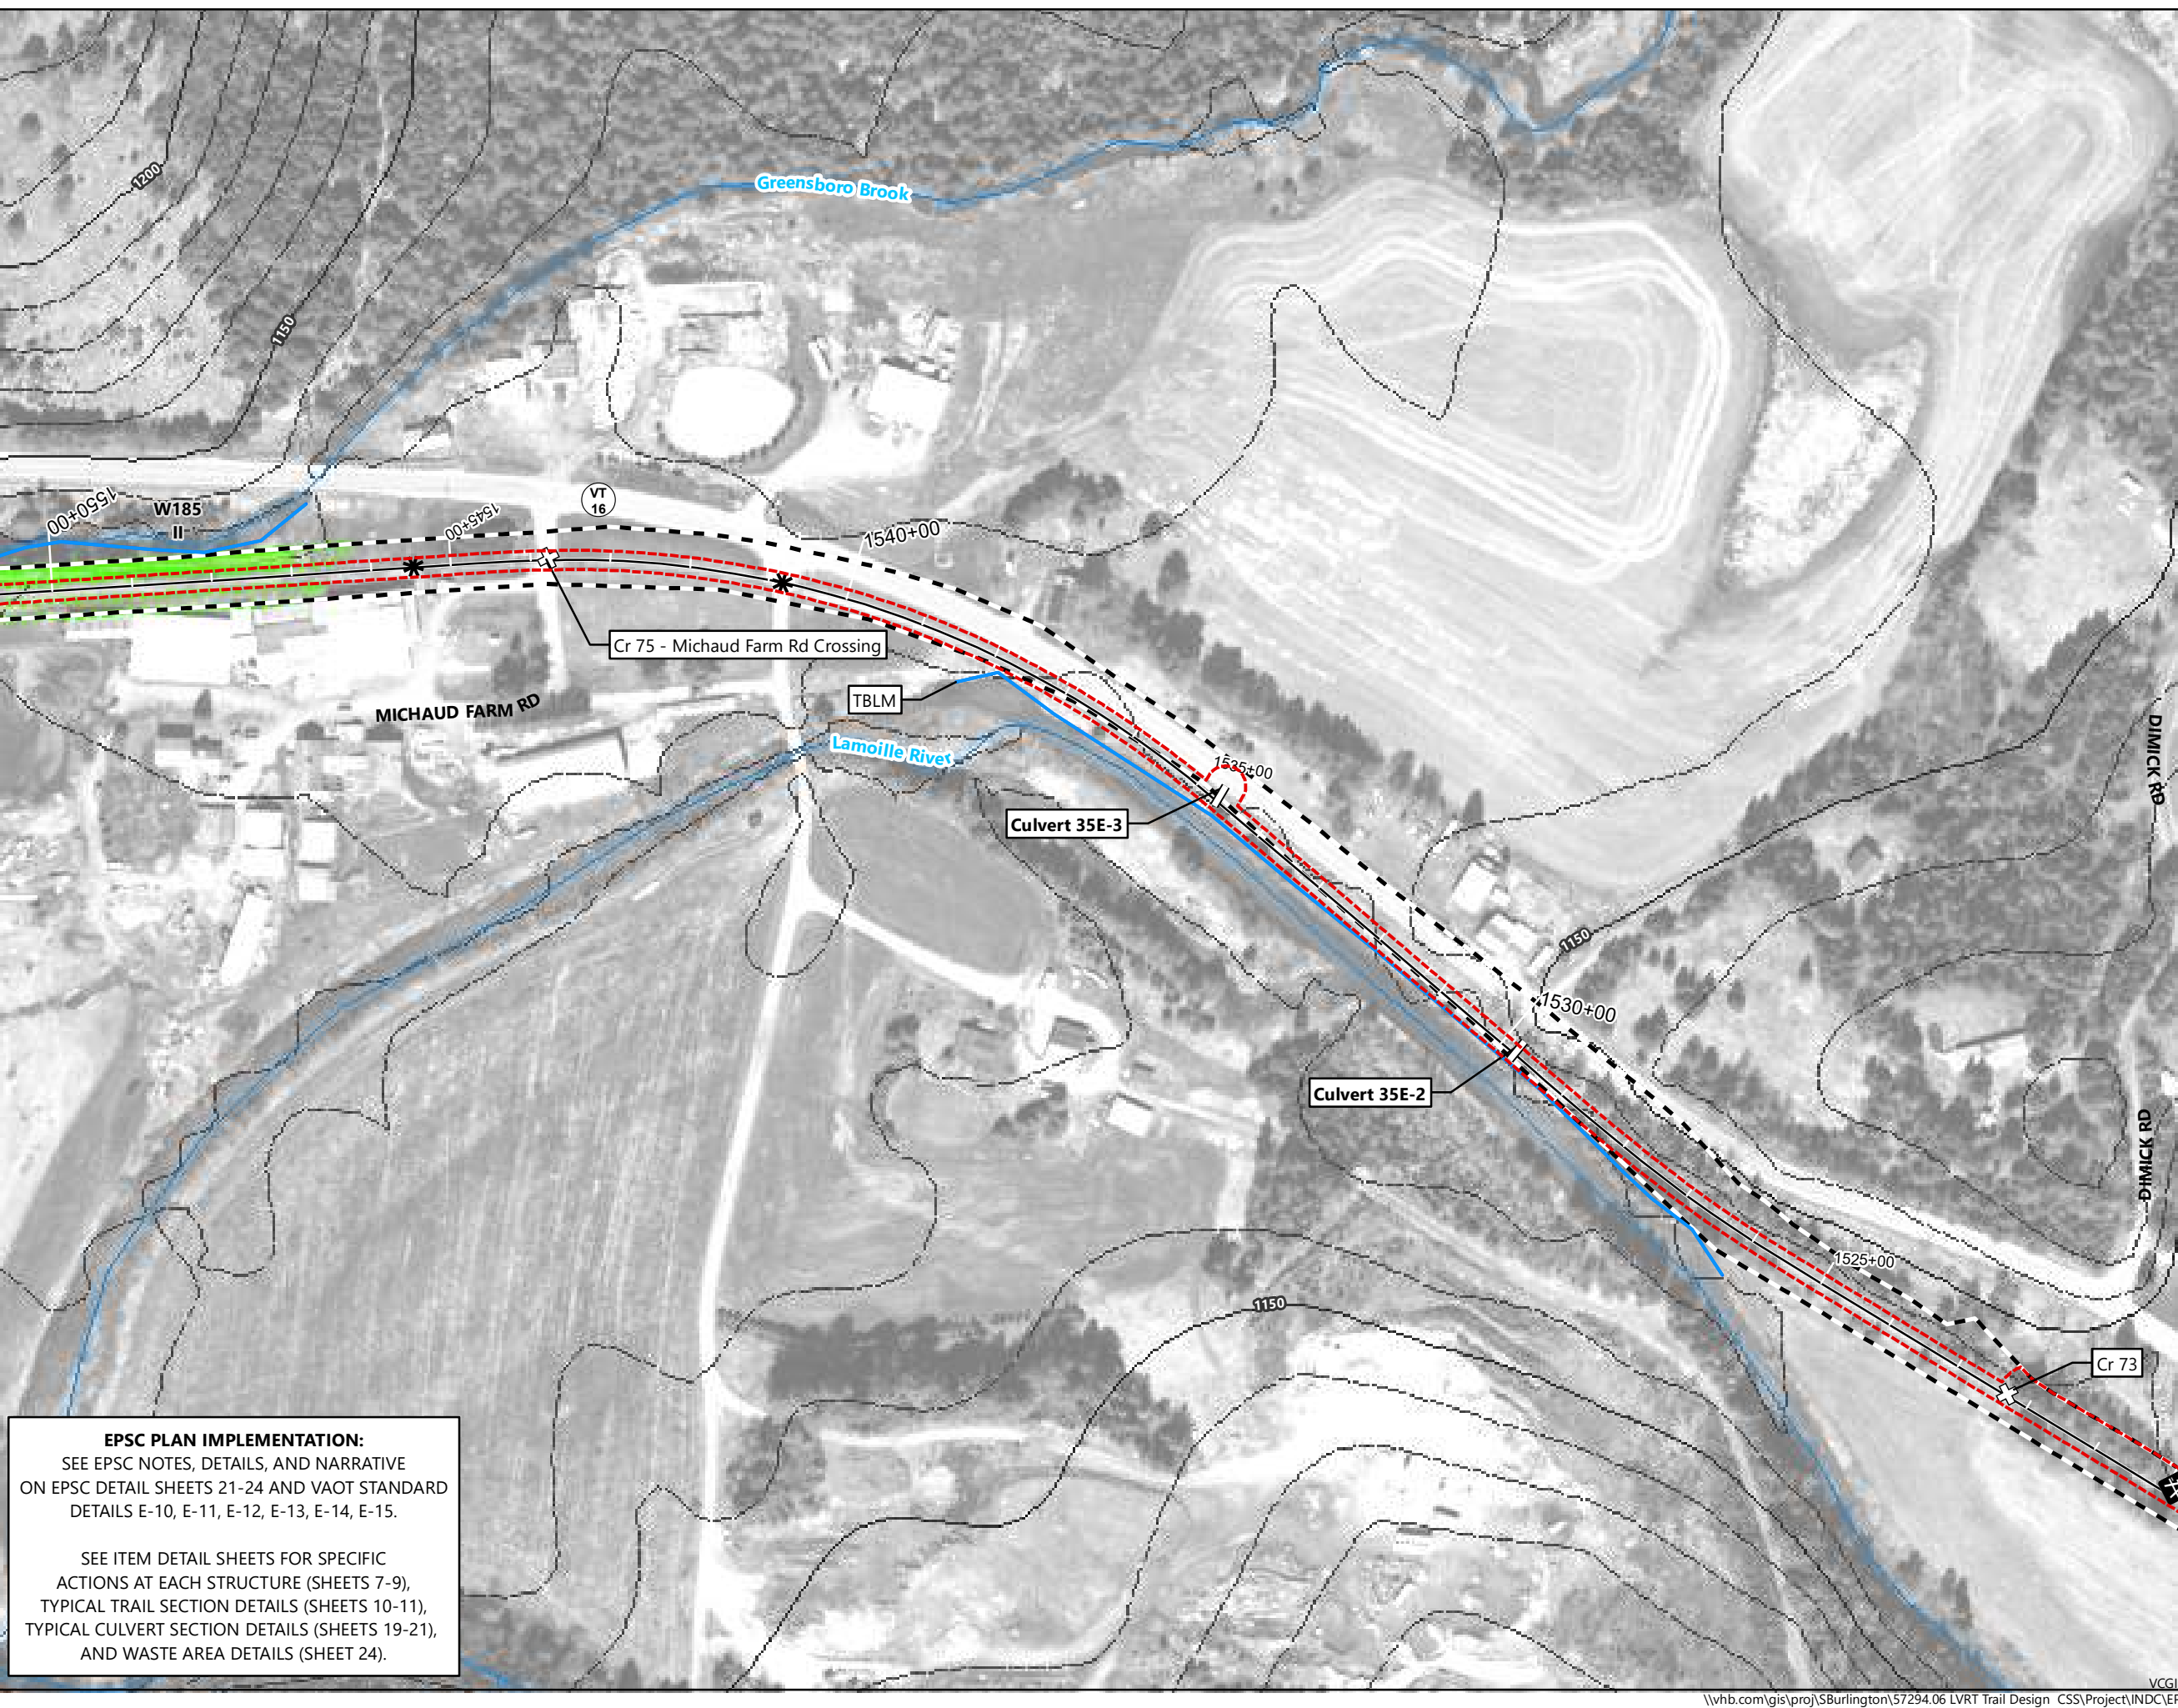 1200
Greensboro Brook
1150
1550+00
W185
II
1545+00
VT
16
1540+00
Cr 75 - Michaud Farm Rd Crossing
MICHAUD FARM RD
TBLM
Lamoille River
DIMICK RD
1535+00
Culvert 35E-3
1150
1530+00
Culvert 35E-2
DIMICK RD
1525+00
1150
Cr 73
EPSC PLAN IMPLEMENTATION:
SEE EPSC NOTES, DETAILS, AND NARRATIVE
ON EPSC DETAIL SHEETS 21-24 AND VAOT STANDARD
DETAILS E-10, E-11, E-12, E-13, E-14, E-15.
SEE ITEM DETAIL SHEETS FOR SPECIFIC
ACTIONS AT EACH STRUCTURE (SHEETS 7-9),
TYPICAL TRAIL SECTION DETAILS (SHEETS 10-11),
TYPICAL CULVERT SECTION DETAILS (SHEETS 19-21),
AND WASTE AREA DETAILS (SHEET 24).
VCGI
\\vhb.com\gis\proj\SBurlington\57294.06 LVRT Trail Design CSS\Project\INDC\EP